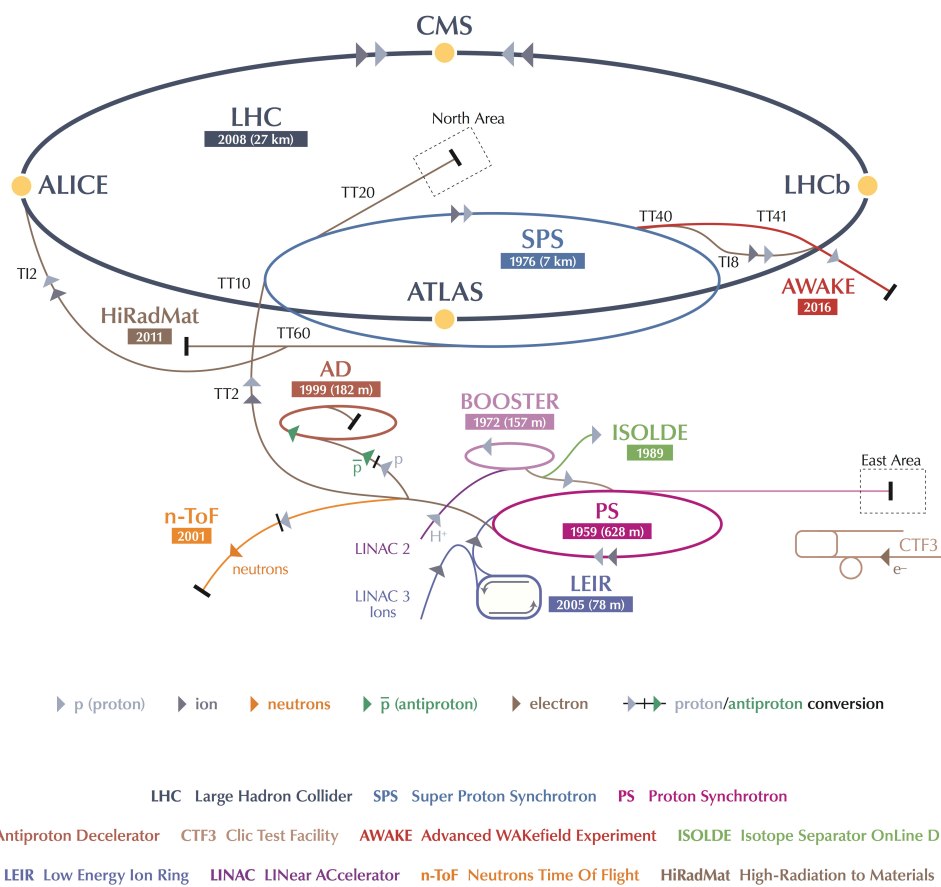 CMS
LHC
2008 (27 km)
North Area
ALICE
LHCb
TT20
TT40
TT41
SPS
1976 (7 km)
TI2
TI8
TT10
ATLAS
AWAKE
2016
HiRadMat
2011
TT60
AD
1999 (182 m)
TT2
BOOSTER
1972 (157 m)
ISOLDE
1989
p̅
p
East Area
n-ToF
2001
PS
1959 (628 m)
H⁺
LINAC 2
neutrons
CTF3
e⁻
LEIR
2005 (78 m)
LINAC 3
Ions
p (proton) ion neutrons p̅ (antiproton) electron proton/antiproton conversion
LHC Large Hadron Collider SPS Super Proton Synchrotron PS Proton Synchrotron
Antiproton Decelerator CTF3 Clic Test Facility AWAKE Advanced WAKefield Experiment ISOLDE Isotope Separator OnLine D
LEIR Low Energy Ion Ring LINAC LINear ACcelerator n-ToF Neutrons Time Of Flight HiRadMat High-Radiation to Materials